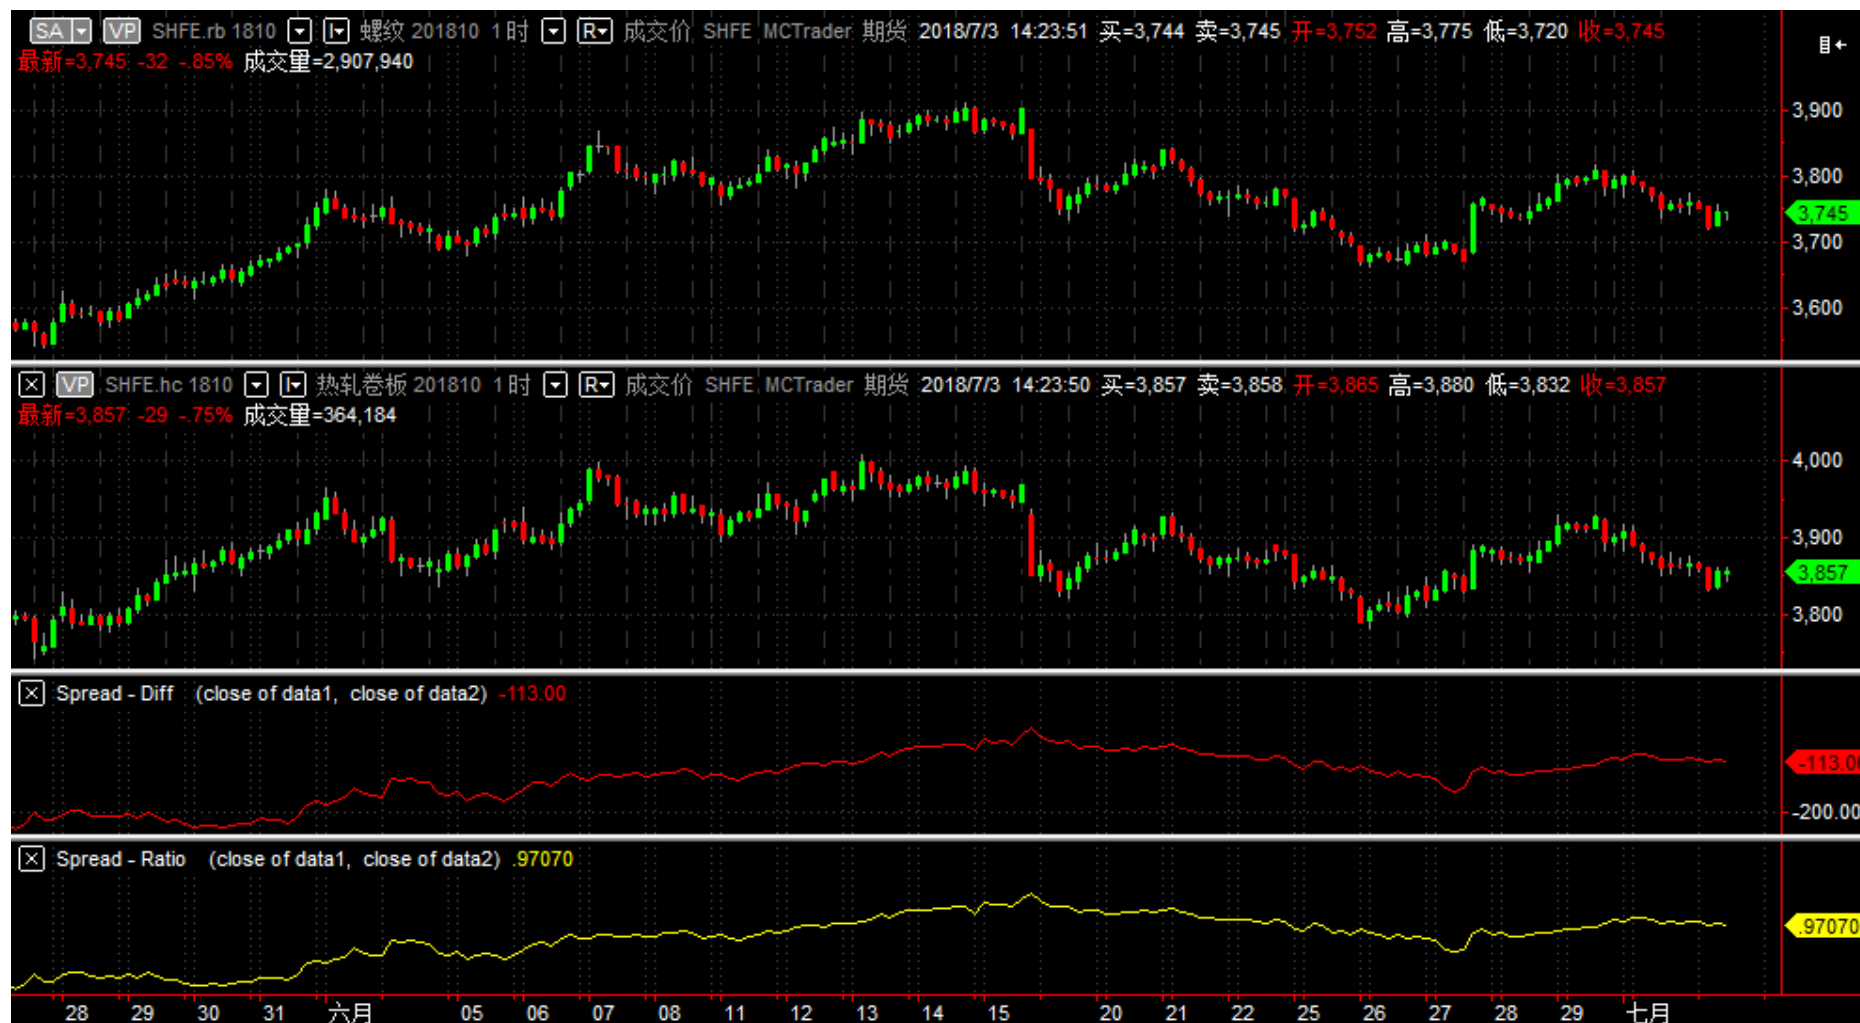 SA VP SHFE.rb 1810 I 螺纹 201810 1时 R 成交价 SHFE MCTrader 期货 2018/7/3 14:23:51 买=3,744 卖=3,745 开=3,752 高=3,775 低=3,720 收=3,745
最新=3,745 -32 -.85% 成交量=2,907,940
3,900
3,800
3,745
3,700
3,600
VP SHFE.hc 1810 I 热轧卷板 201810 1时 R 成交价 SHFE MCTrader 期货 2018/7/3 14:23:50 买=3,857 卖=3,858 开=3,865 高=3,880 低=3,832 收=3,857
最新=3,857 -29 -.75% 成交量=364,184
4,000
3,900
3,857
3,800
Spread - Diff (close of data1, close of data2) -113.00
-113.00
-200.00
Spread - Ratio (close of data1, close of data2) .97070
.97070
28 29 30 31 六月 05 06 07 08 11 12 13 14 15 20 21 22 25 26 27 28 29 七月